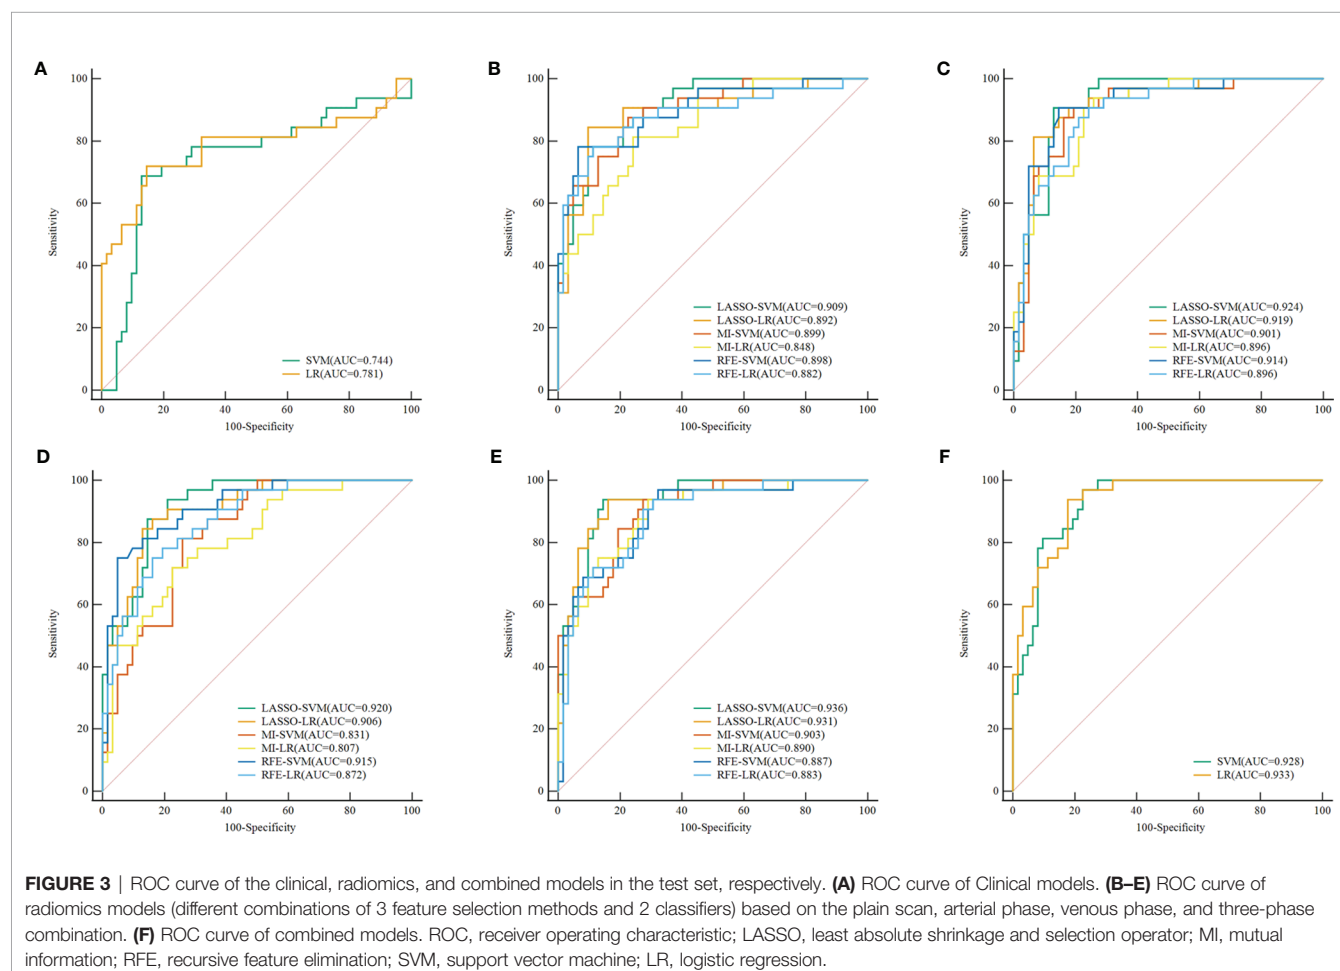 A
100
80
60
40
20
0
Sensitivity
SVM(AUC=0.744)
LR(AUC=0.781)
0 20 40 60 80 100
100-Specificity
B
100
80
60
40
20
0
Sensitivity
LASSO-SVM(AUC=0.909)
LASSO-LR(AUC=0.892)
MI-SVM(AUC=0.899)
MI-LR(AUC=0.848)
RFE-SVM(AUC=0.898)
RFE-LR(AUC=0.882)
0 20 40 60 80 100
100-Specificity
C
100
80
60
40
20
0
Sensitivity
LASSO-SVM(AUC=0.924)
LASSO-LR(AUC=0.919)
MI-SVM(AUC=0.901)
MI-LR(AUC=0.896)
RFE-SVM(AUC=0.914)
RFE-LR(AUC=0.896)
0 20 40 60 80 100
100-Specificity
D
100
80
60
40
20
0
Sensitivity
LASSO-SVM(AUC=0.920)
LASSO-LR(AUC=0.906)
MI-SVM(AUC=0.831)
MI-LR(AUC=0.807)
RFE-SVM(AUC=0.915)
RFE-LR(AUC=0.872)
0 20 40 60 80 100
100-Specificity
E
100
80
60
40
20
0
Sensitivity
LASSO-SVM(AUC=0.936)
LASSO-LR(AUC=0.931)
MI-SVM(AUC=0.903)
MI-LR(AUC=0.890)
RFE-SVM(AUC=0.887)
RFE-LR(AUC=0.883)
0 20 40 60 80 100
100-Specificity
F
100
80
60
40
20
0
Sensitivity
SVM(AUC=0.928)
LR(AUC=0.933)
0 20 40 60 80 100
100-Specificity
FIGURE 3 | ROC curve of the clinical, radiomics, and combined models in the test set, respectively. (A) ROC curve of Clinical models. (B–E) ROC curve of
radiomics models (different combinations of 3 feature selection methods and 2 classifiers) based on the plain scan, arterial phase, venous phase, and three-phase
combination. (F) ROC curve of combined models. ROC, receiver operating characteristic; LASSO, least absolute shrinkage and selection operator; MI, mutual
information; RFE, recursive feature elimination; SVM, support vector machine; LR, logistic regression.